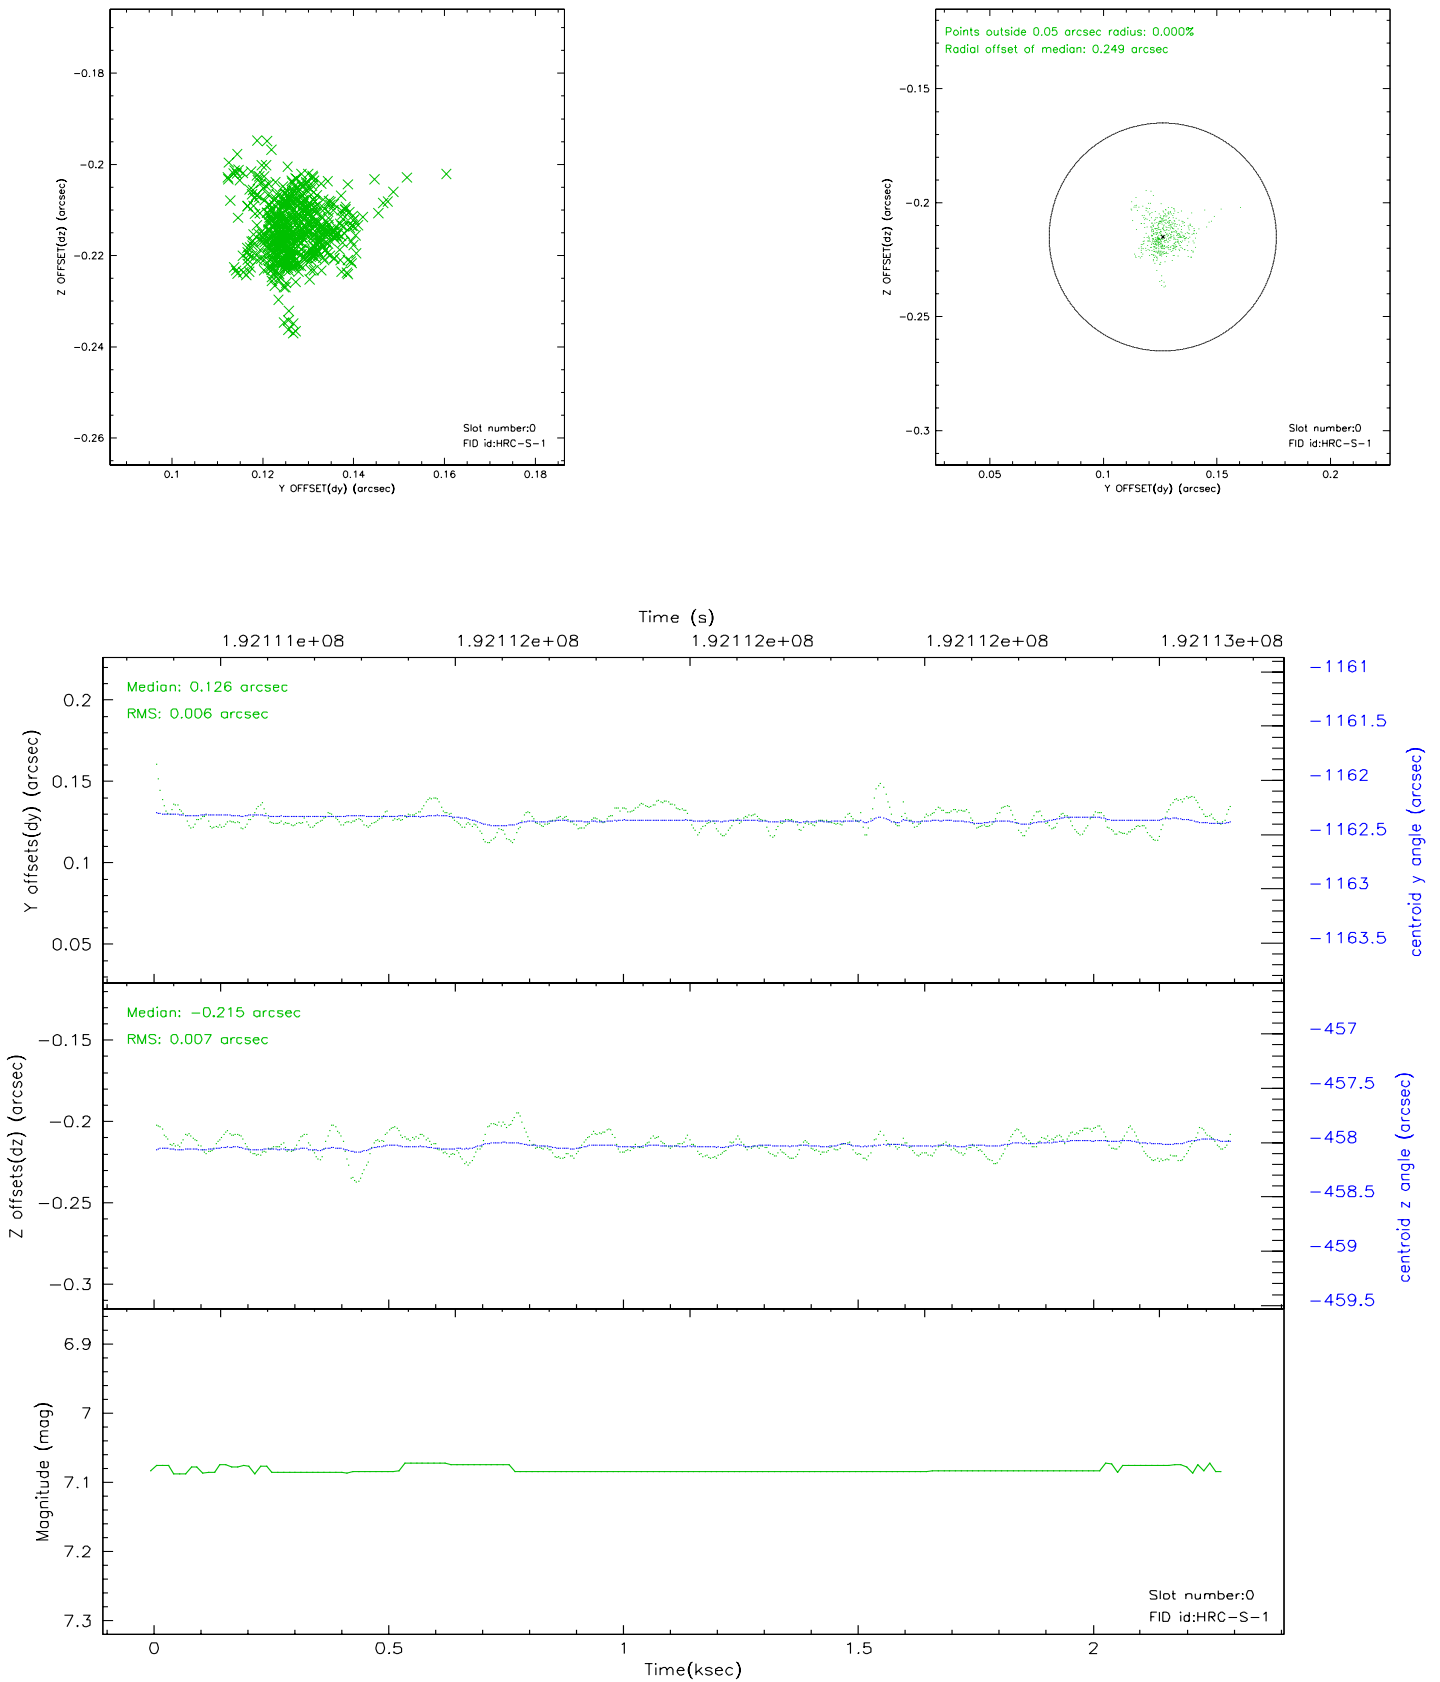 Points outside 0.05 arcsec radius: 0.000%
Radial offset of median: 0.249 arcsec
-0.18
-0.2
-0.22
-0.24
-0.26
Z OFFSET(dz) (arcsec)
Slot number:0
FID id:HRC-S-1
0.1 0.12 0.14 0.16 0.18
Y OFFSET(dy) (arcsec)
-0.15
-0.2
-0.25
-0.3
Z OFFSET(dz) (arcsec)
Slot number:0
FID id:HRC-S-1
0.05 0.1 0.15 0.2
Y OFFSET(dy) (arcsec)
Time (s)
1.92111e+08 1.92112e+08 1.92112e+08 1.92112e+08 1.92113e+08
Median: 0.126 arcsec
RMS: 0.006 arcsec
0.2
0.15
0.1
0.05
Y offsets(dy) (arcsec)
-1161
-1161.5
-1162
-1162.5
-1163
-1163.5
centroid y angle (arcsec)
Median: -0.215 arcsec
RMS: 0.007 arcsec
-0.15
-0.2
-0.25
-0.3
Z offsets(dz) (arcsec)
-457
-457.5
-458
-458.5
-459
-459.5
centroid z angle (arcsec)
6.9
7
7.1
7.2
7.3
Magnitude (mag)
Slot number:0
FID id:HRC-S-1
0 0.5 1 1.5 2
Time(ksec)